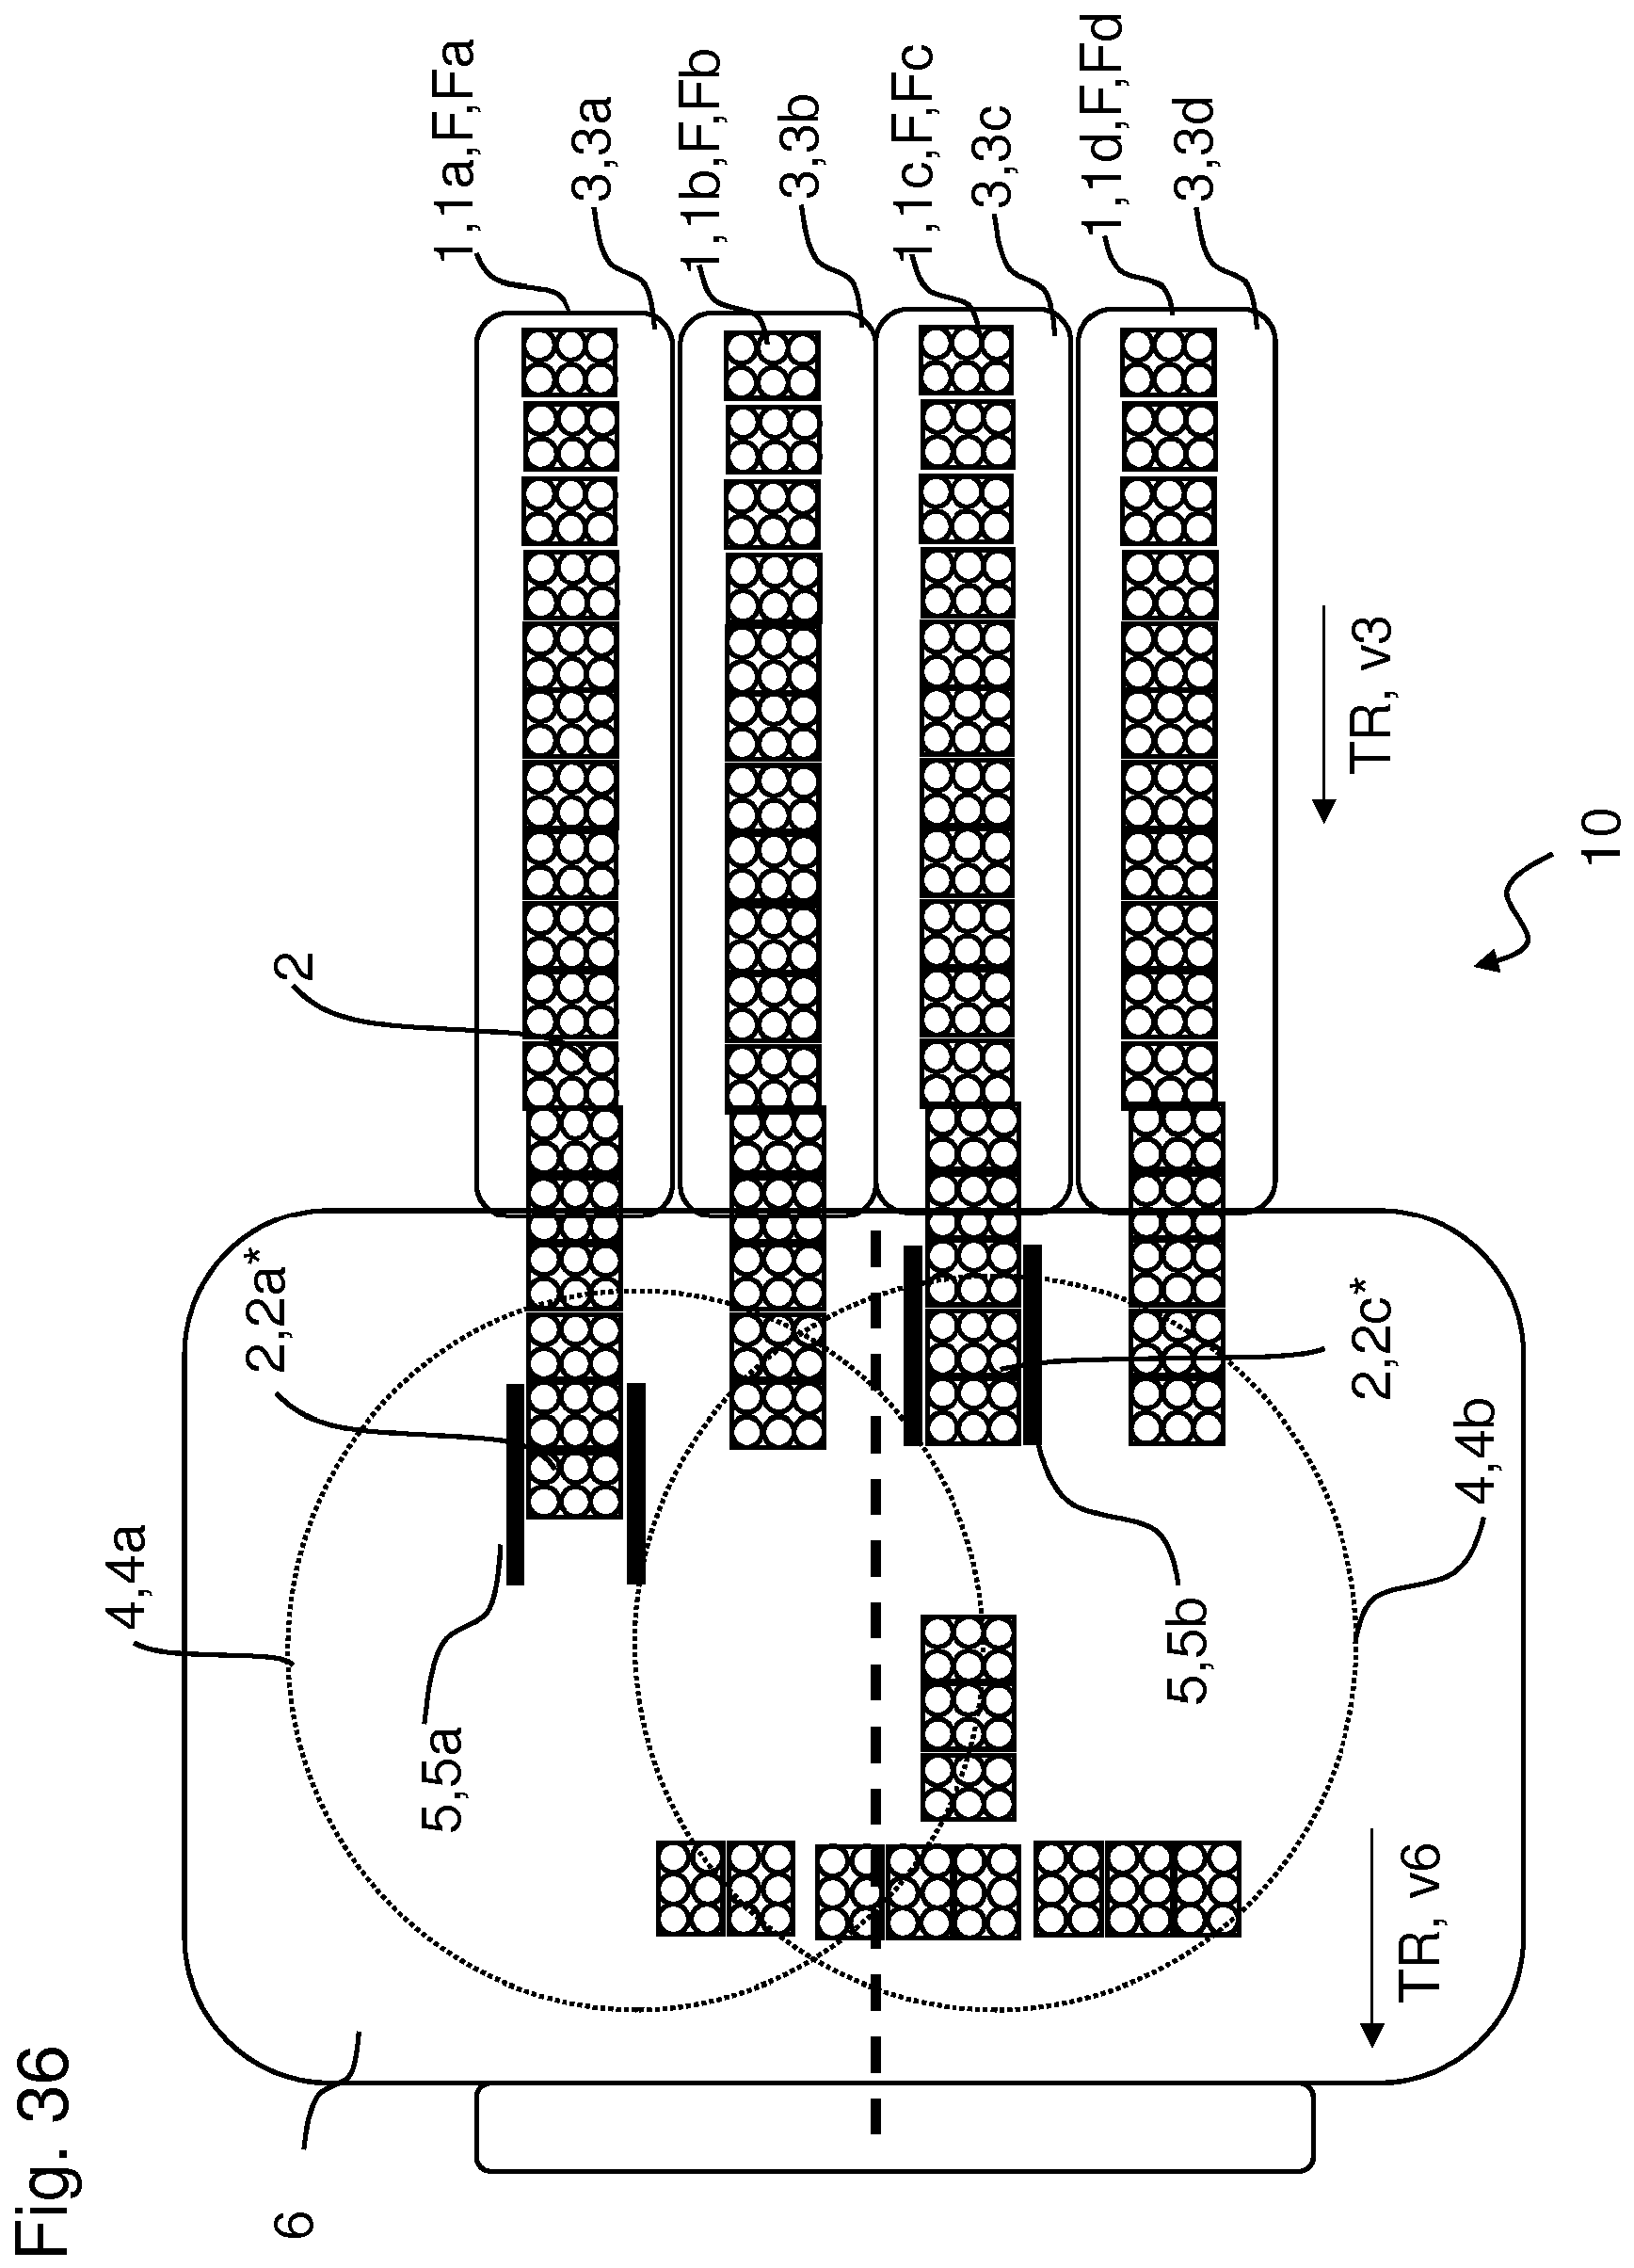 Fig. 36
1,1a,F,Fa
3,3a
1,1b,F,Fb
3,3b
1,1c,F,Fc
3,3c
1,1d,F,Fd
3,3d
TR, v3
10
2
2,2a*
2,2c*
4,4a
4,4b
5,5a
5,5b
TR, v6
6